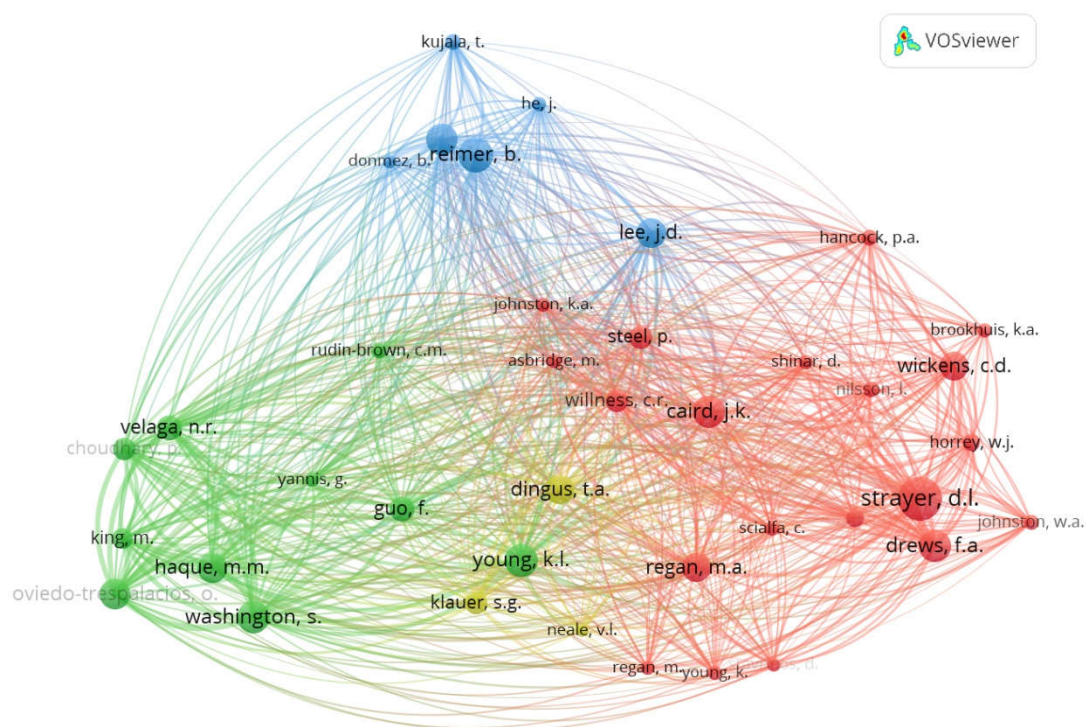 kujala, t.
VOSviewer
he, j.
reimer, b.
donmez, b.
lee, j.d.
hancock, p.a.
johnston, k.a.
brookhuis, k.a.
steel, p.
rudin-brown, c.m.
asbridge, m.
shinar, d.
wickens, c.d.
nilsson, l.
willness, c.r.
caird, j.k.
velaga, n.r.
choudhary, p.
horrey, w.j.
yannis, g.
dingus, t.a.
strayer, d.l.
guo, f.
johnston, w.a.
scialfa, c.
king, m.
drews, f.a.
young, k.l.
haque, m.m.
regan, m.a.
oviedo-trespalacios, o.
klauer, s.g.
washington, s.
neale, v.l.
regan, m.
young, k.